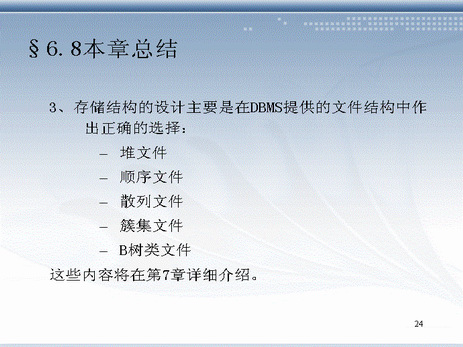 §6.8本章总结
3、存储结构的设计主要是在DBMS提供的文件结构中作
出正确的选择：
– 堆文件
– 顺序文件
– 散列文件
– 簇集文件
– B树类文件
这些内容将在第7章详细介绍。
24